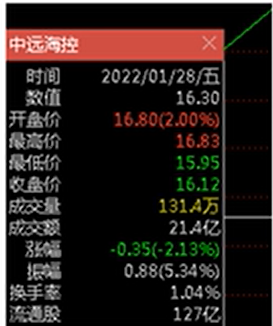 中远海控
时间 2022/01/28/五
数值 16.30
开盘价 16.80(2.00%)
最高价 16.83
最低价 15.95
收盘价 16.12
成交量 131.4万
成交额 21.4亿
涨幅 -0.35(-2.13%)
振幅 0.88(5.34%)
换手率 1.04%
流通股 127亿